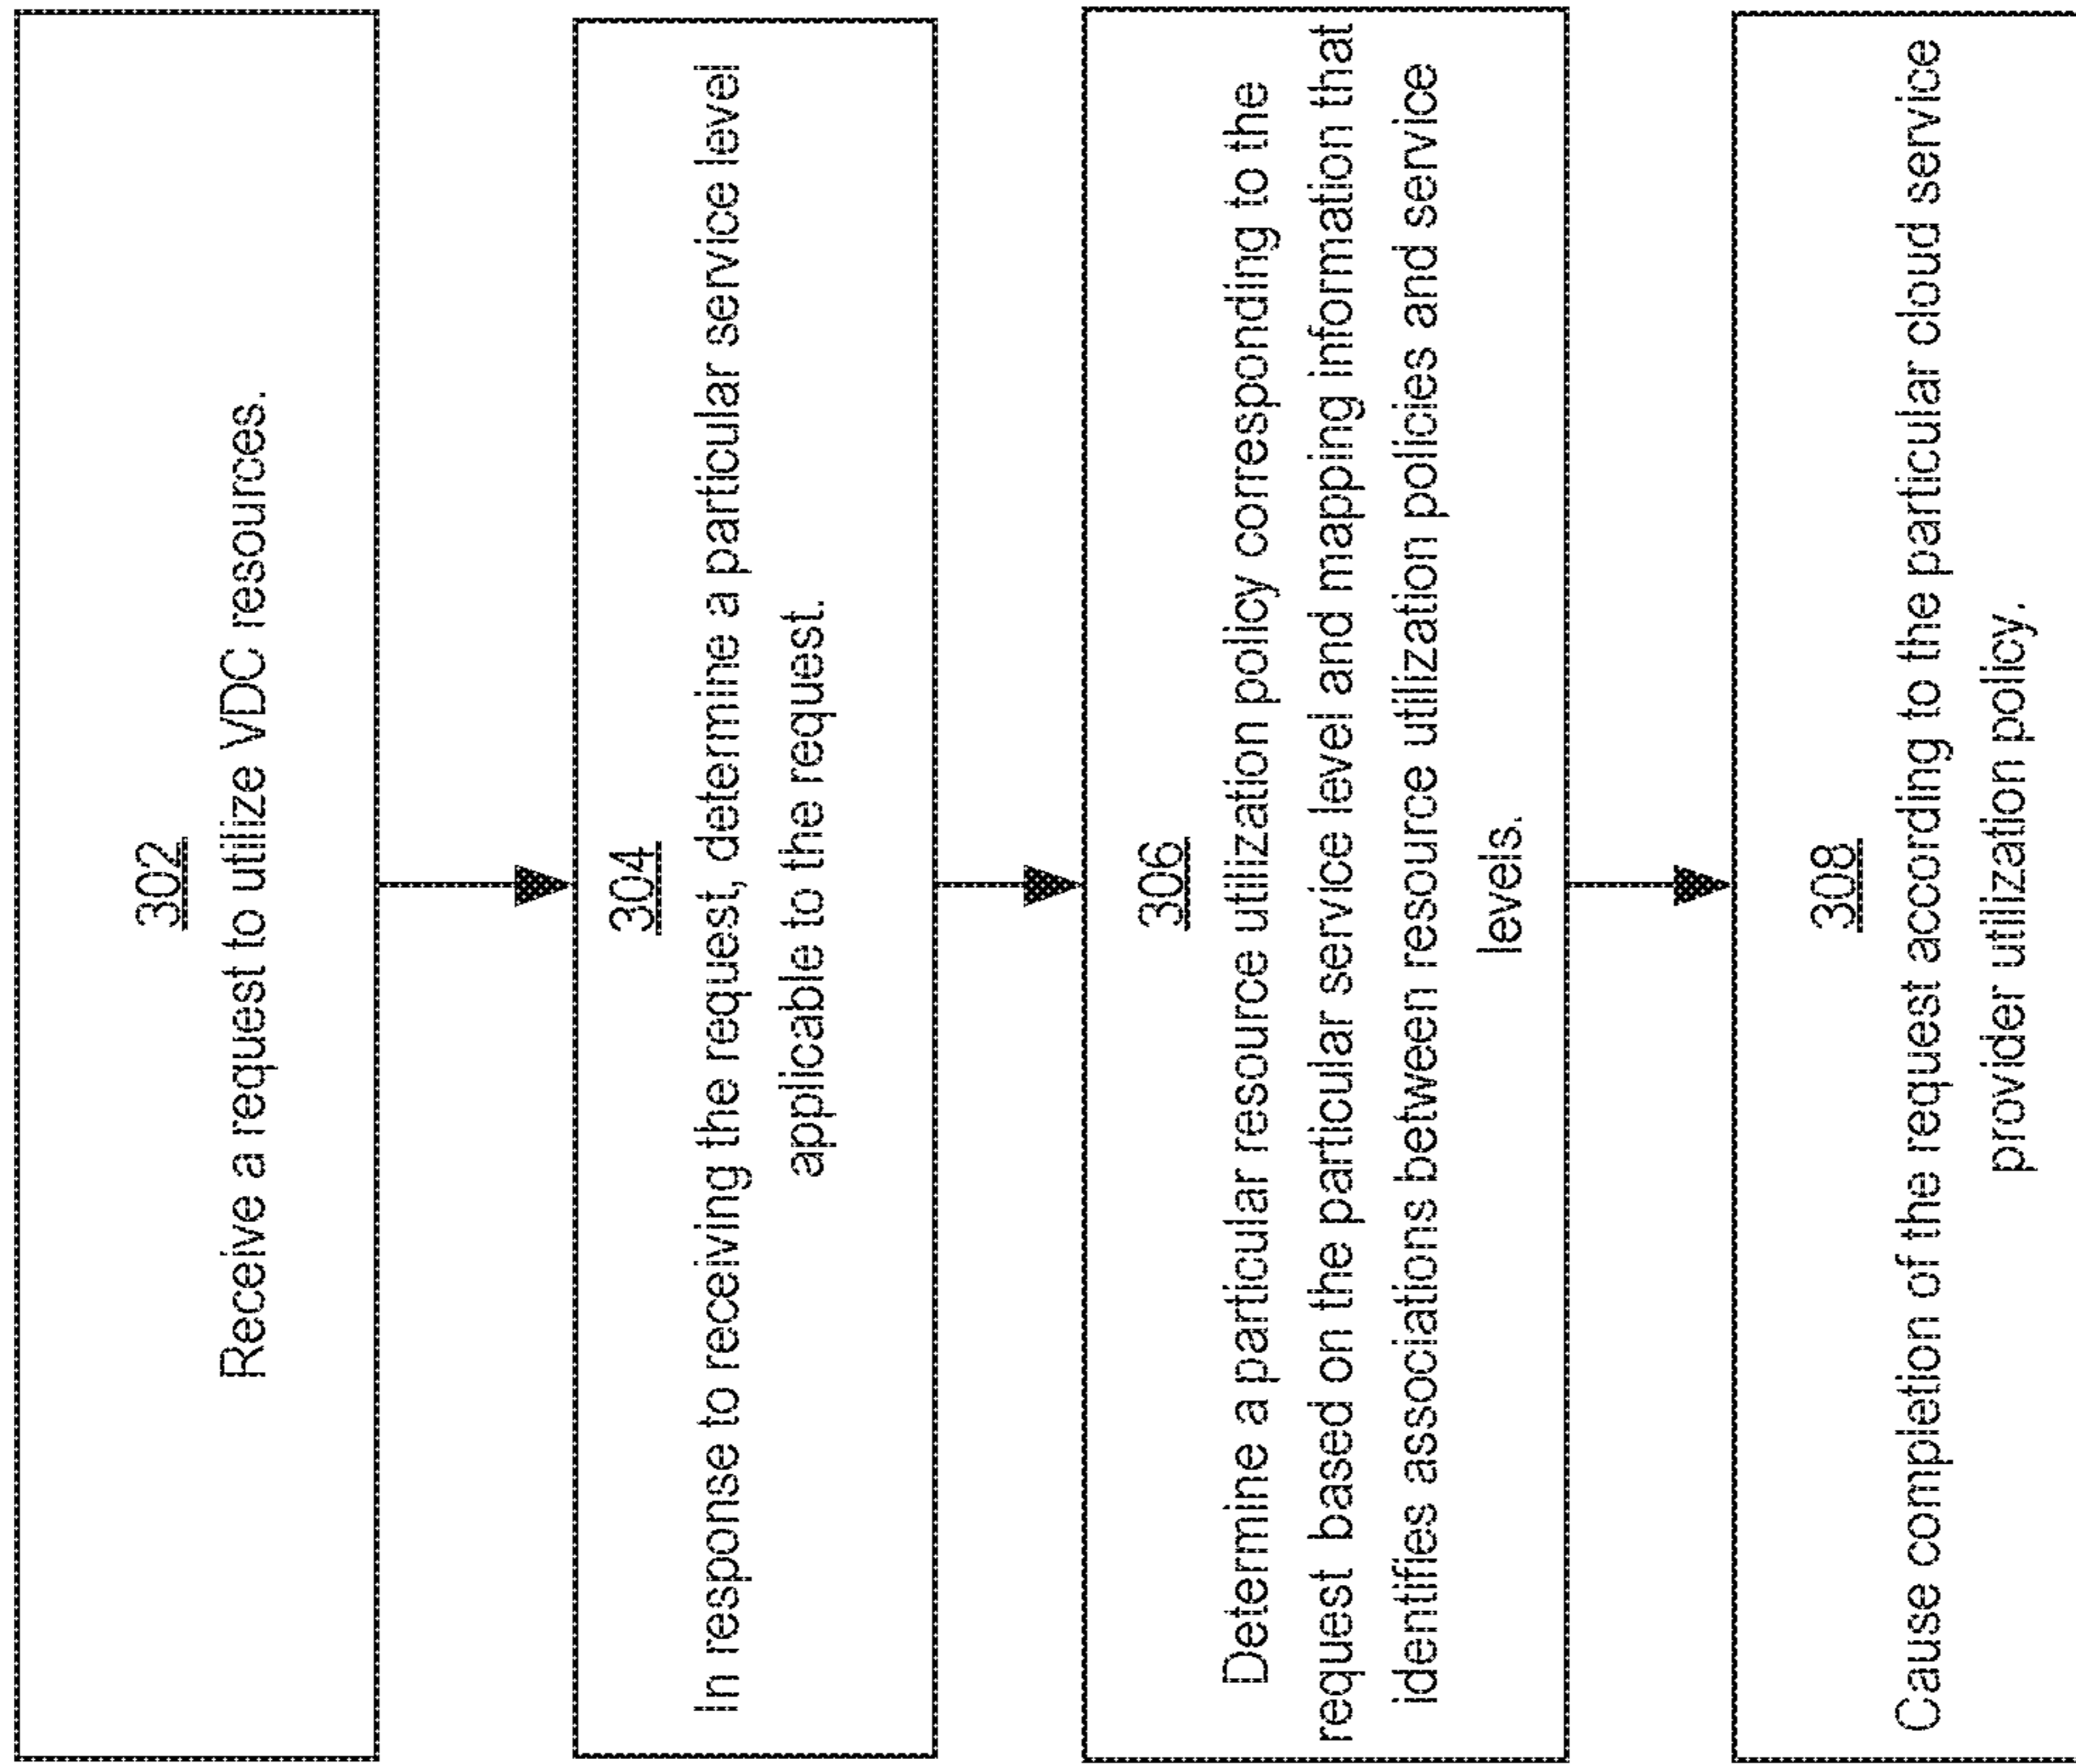 302
Receive a request to utilize VDC resources.
304
In response to receiving the request, determine a particular service level
applicable to the request.
306
Determine a particular resource utilization policy corresponding to the
request based on the particular service level and mapping information that
identifies associations between resource utilization policies and service
levels.
308
Cause completion of the request according to the particular cloud service
provider utilization policy.